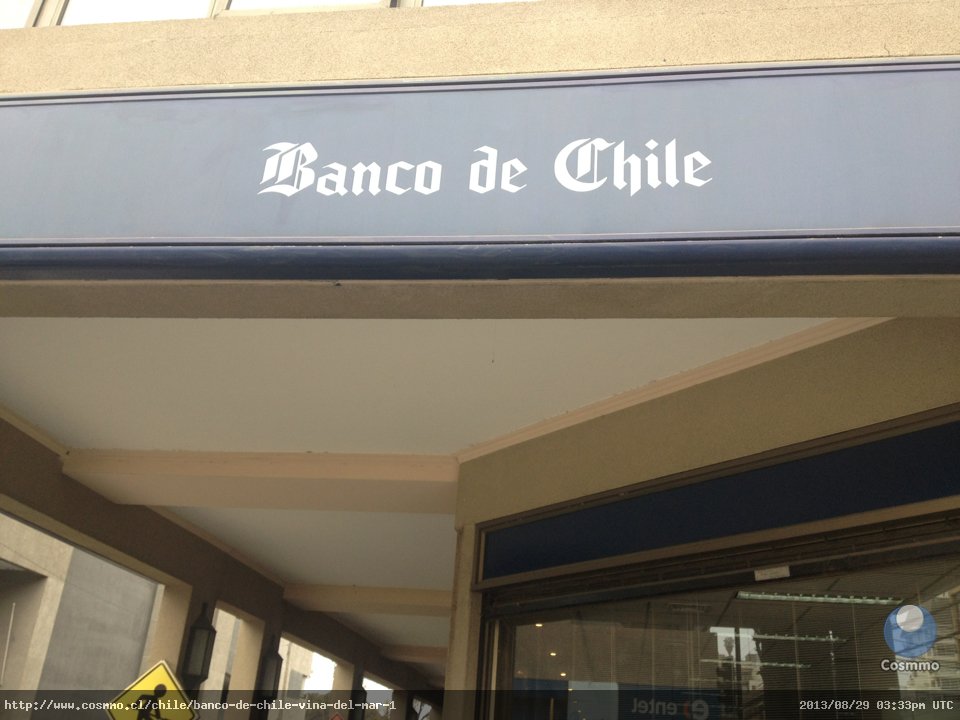 Banco de Chile
entel
Cosmmo
http://www.cosmmo.cl/chile/banco-de-chile-vina-del-mar-1
2013/08/29 03:33pm UTC